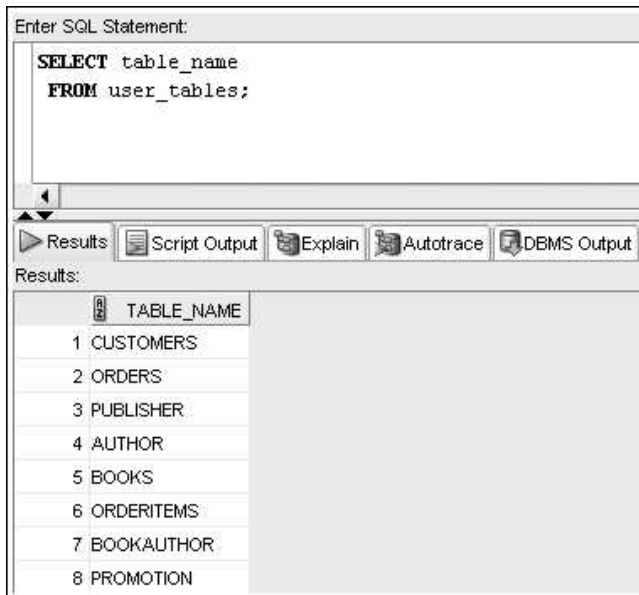 Enter SQL Statement:
SELECT table_name
FROM user_tables;
Results Script Output Explain Autotrace DBMS Output
Results:
TABLE_NAME
1 CUSTOMERS
2 ORDERS
3 PUBLISHER
4 AUTHOR
5 BOOKS
6 ORDERITEMS
7 BOOKAUTHOR
8 PROMOTION